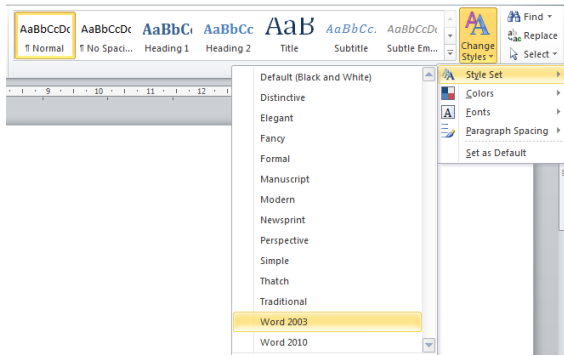 AaBbCcDc AaBbCcDc AaBbC( AaBbCc AaB AaBbCc. AaBbCcDc
¶ Normal ¶ No Spaci... Heading 1 Heading 2 Title Subtitle Subtle Em...
Change
Styles
Find
Replace
Select
9 10 11 12
Style Set
Colors
Fonts
Paragraph Spacing
Set as Default
Default (Black and White)
Distinctive
Elegant
Fancy
Formal
Manuscript
Modern
Newsprint
Perspective
Simple
Thatch
Traditional
Word 2003
Word 2010